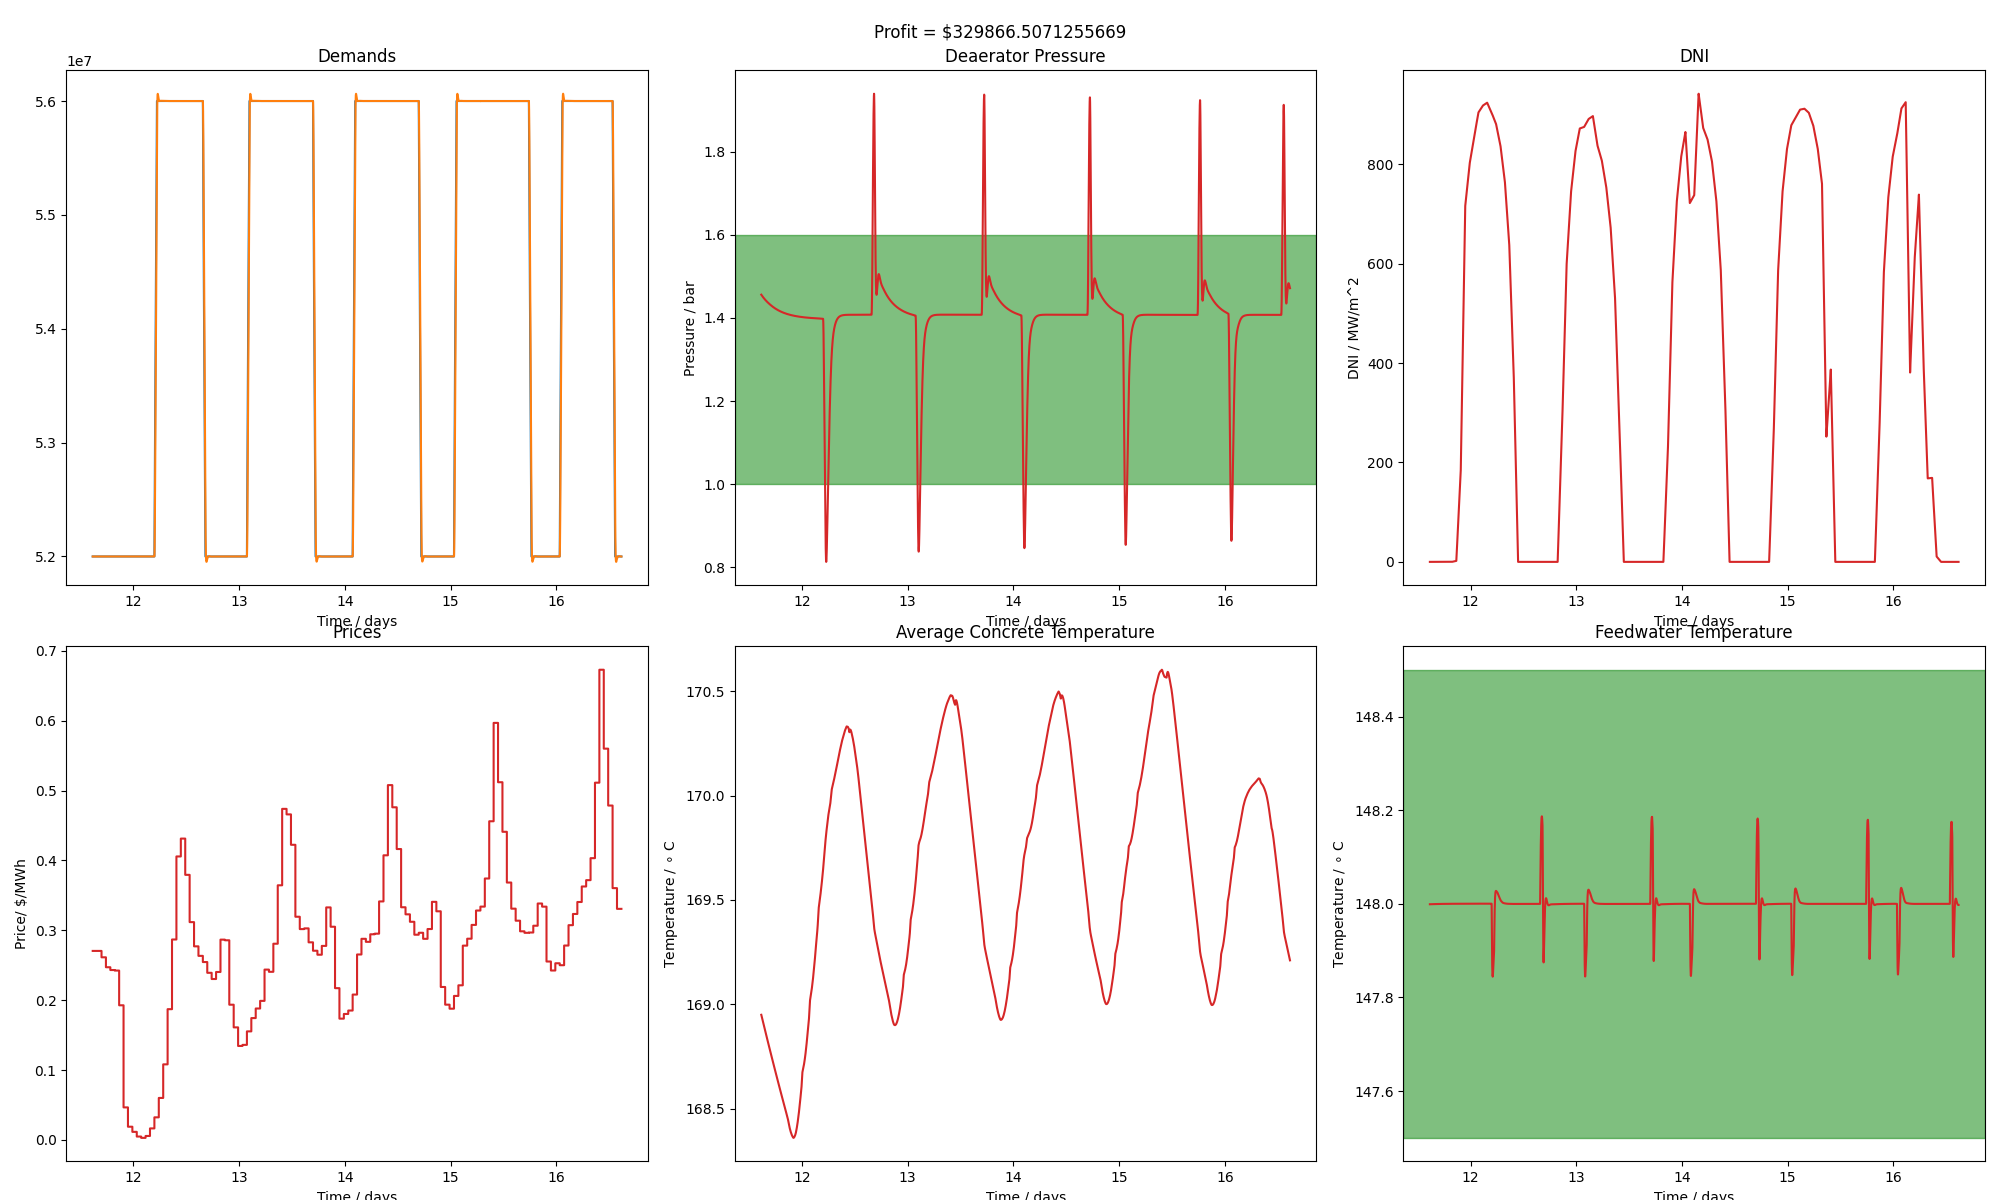 Profit = $329866.5071255669
Demands
1e7
5.6
5.5
5.4
5.3
5.2
12 13 14 15 16
Time / days
Deaerator Pressure
Pressure / bar
1.8
1.6
1.4
1.2
1.0
0.8
12 13 14 15 16
Time / days
DNI
DNI / MW/m^2
800
600
400
200
0
12 13 14 15 16
Time / days
Prices
Price/ $/MWh
0.7
0.6
0.5
0.4
0.3
0.2
0.1
0.0
12 13 14 15 16
Time / days
Average Concrete Temperature
Temperature / ∘ C
170.5
170.0
169.5
169.0
168.5
12 13 14 15 16
Time / days
Feedwater Temperature
Temperature / ∘ C
148.4
148.2
148.0
147.8
147.6
12 13 14 15 16
Time / days